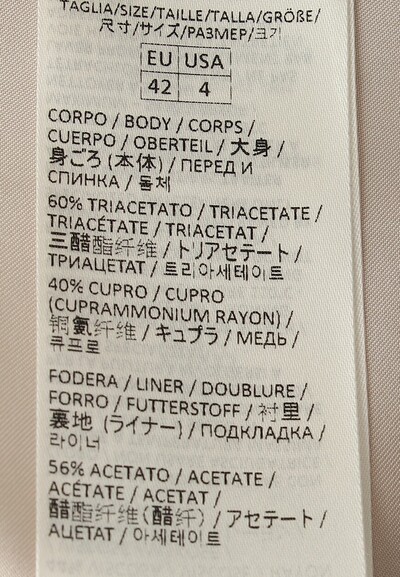 TAGLIA/SIZE/TAILLE/TALLA/GRÖßE/
尺寸/サイズ/РАЗМЕР/크기
EU USA
42 4
CORPO / BODY / CORPS /
CUERPO / OBERTEIL / 大身 /
身ごろ (本体) / ПЕРЕД И
СПИНКА / 몸체
60% TRIACETATO / TRIACETATE /
TRIACÉTATE / TRIACETAT /
三醋酯纤维 / トリアセテート /
ТРИАЦЕТАТ / 트리아세테이트
40% CUPRO / CUPRO
(CUPRAMMONIUM RAYON) /
铜氨纤维 / キュプラ / МЕДЬ /
큐프로
FODERA / LINER / DOUBLURE /
FORRO / FUTTERSTOFF / 衬里 /
裏地 (ライナー) / ПОДКЛАДКА /
라이너
56% ACETATO / ACETATE /
ACÉTATE / ACETAT /
醋酯纤维(醋纤) / アセテート /
АЦЕТАТ / 아세테이트